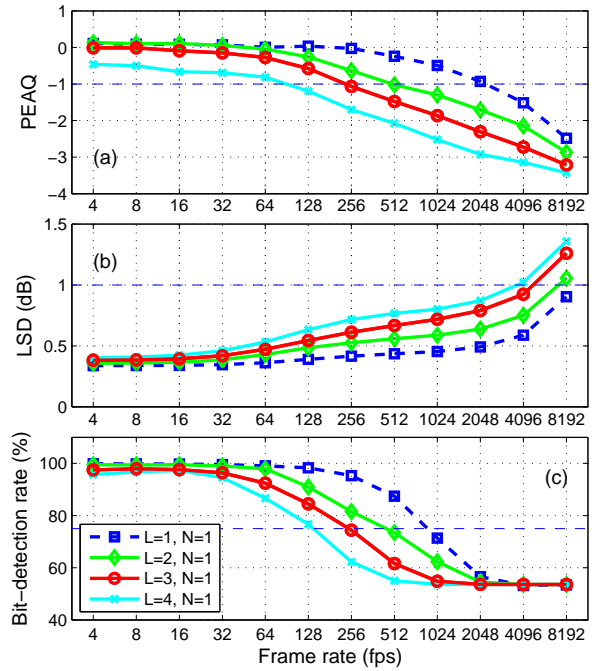 1
0
−1
−2
−3
−4
PEAQ
(a)
4 8 16 32 64 128 256 512 1024 2048 4096 8192
1.5
1
0.5
0
LSD (dB)
(b)
4 8 16 32 64 128 256 512 1024 2048 4096 8192
100
80
60
40
Bit−detection rate (%)
(c)
L=1, N=1
L=2, N=1
L=3, N=1
L=4, N=1
4 8 16 32 64 128 256 512 1024 2048 4096 8192
Frame rate (fps)